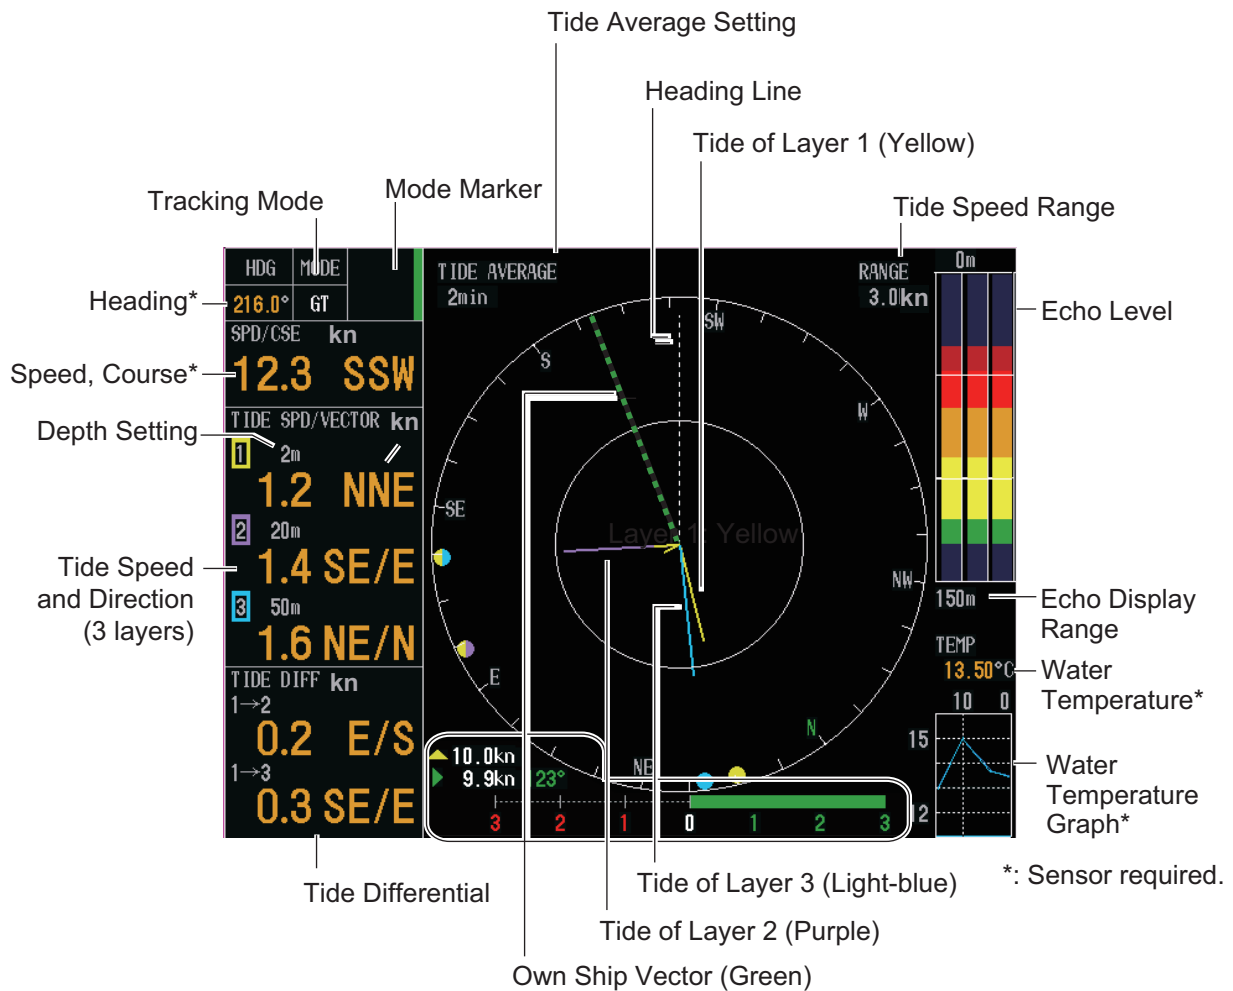 Tide Average Setting
Heading Line
Tide of Layer 1 (Yellow)
Mode Marker
Tracking Mode
Tide Speed Range
HDG MODE
TIDE AVERAGE
RANGE
0m
Heading*
216.0° GT
2min
3.0kn
Echo Level
SPD/CSE kn
SW
S
Speed, Course*
12.3 SSW
TIDE SPD/VECTOR kn
W
Depth Setting
1 2m
1.2 NNE
SE
2 20m
Layer 1: Yellow
Tide Speed
and Direction
(3 layers)
1.4 SE/E
NW
3 50m
150m
Echo Display
Range
1.6 NE/N
TEMP
13.50°C
Water
Temperature*
TIDE DIFF kn
E
1→2
10 0
0.2 E/S
N
15
10.0kn
NE
Water
Temperature
Graph*
1→3
9.9kn 123°
0.3 SE/E
3 2 1 0 1 2 3
12
Tide Differential
Tide of Layer 3 (Light-blue)
*: Sensor required.
Tide of Layer 2 (Purple)
Own Ship Vector (Green)